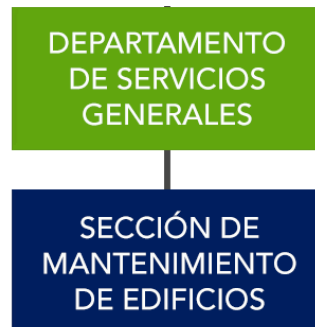 DEPARTAMENTO
DE SERVICIOS
GENERALES
SECCIÓN DE
MANTENIMIENTO
DE EDIFICIOS